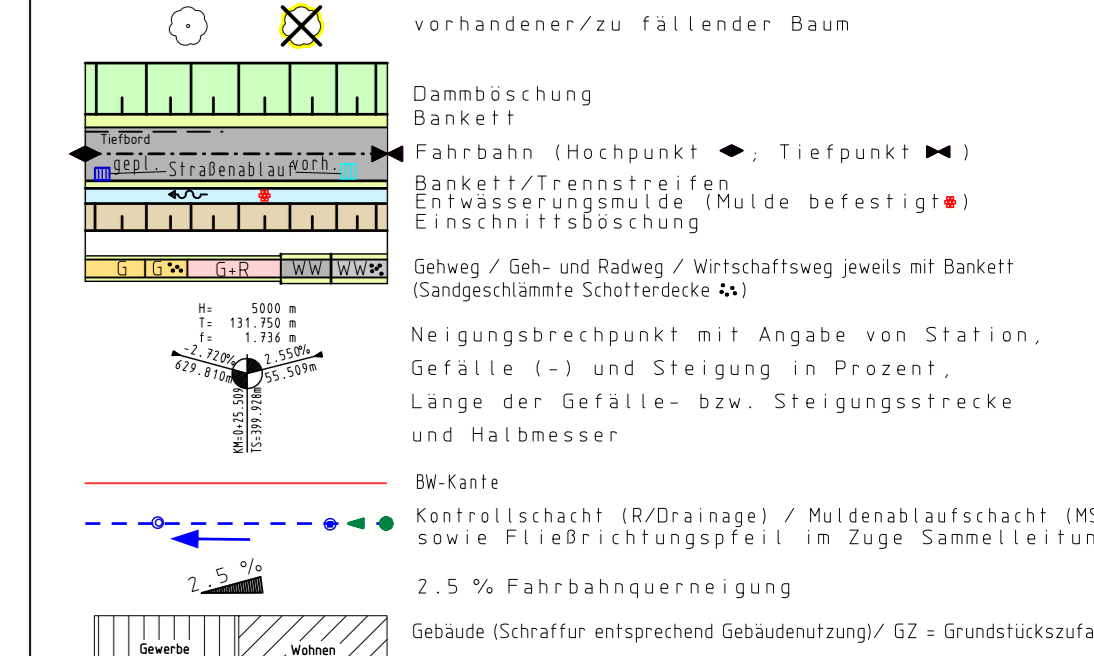 vorhandener/zu fällender Baum
Dammböschung
Bankett
Tiefbord
Fahrbahn (Hochpunkt ; Tiefpunkt )
gepl. Straßenablauf vorh.
Bankett/Trennstreifen
Entwässerungsmulde (Mulde befestigt )
Einschnittsböschung
G G G+R WW WW
Gehweg / Geh- und Radweg / Wirtschaftsweg jeweils mit Bankett
(Sandgeschlämmte Schotterdecke )
H= 5000 m
T= 131.750 m
f= 1.736 m
-2.720% 2.550%
629.810m 55.509m
KM=0+25.509
TS=399.928m
Neigungsbrechpunkt mit Angabe von Station,
Gefälle (-) und Steigung in Prozent,
Länge der Gefälle- bzw. Steigungsstrecke
und Halbmesser
BW-Kante
Kontrollschacht (R/Drainage) / Muldenablaufschacht (MS
sowie Fließrichtungspfeil im Zuge Sammelleitun
2.5 %
2.5 % Fahrbahnquerneigung
Gebäude (Schraffur entsprechend Gebäudenutzung)/ GZ = Grundstückszufa
Gewerbe Wohnen